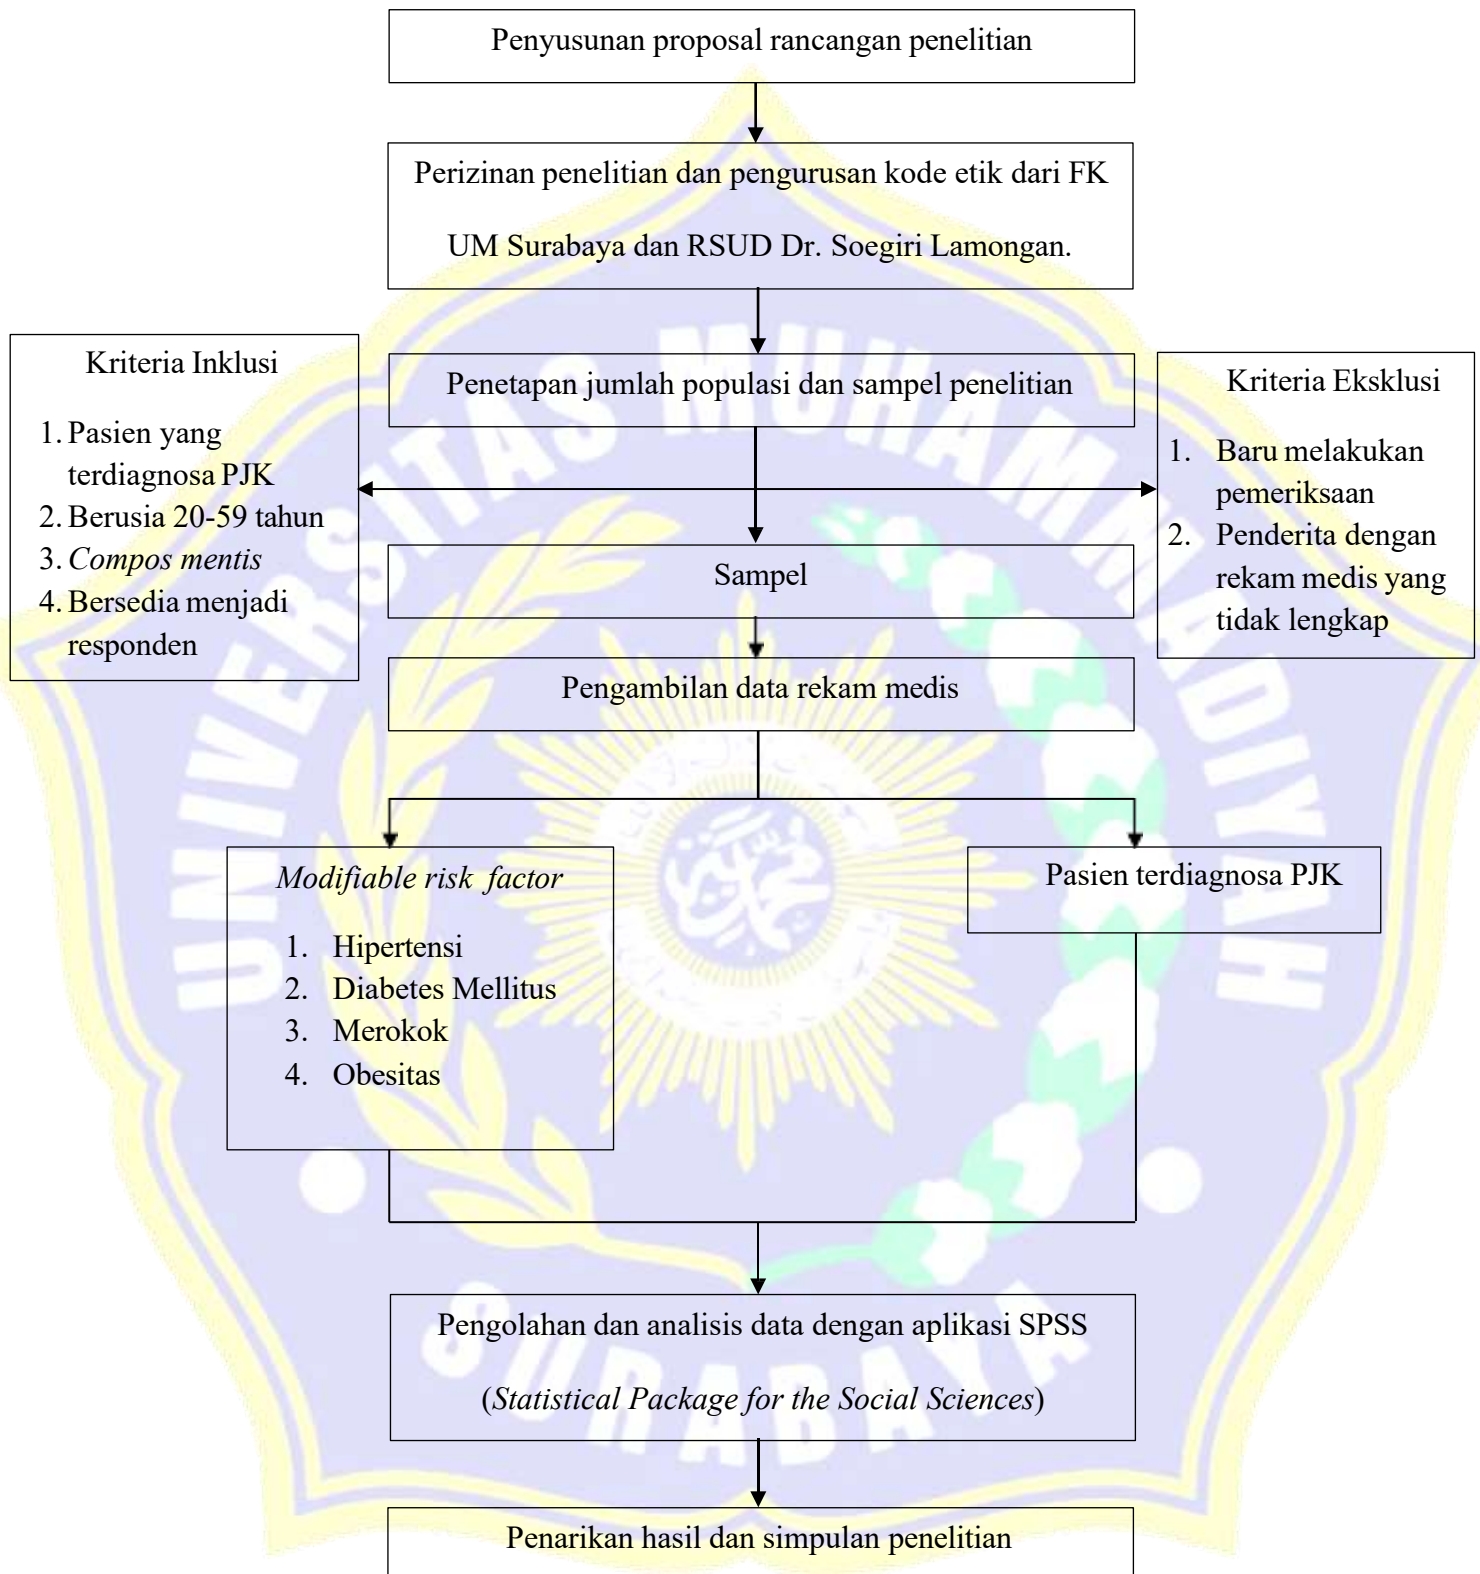 Penyusunan proposal rancangan penelitian
Perizinan penelitian dan pengurusan kode etik dari FK
UM Surabaya dan RSUD Dr. Soegiri Lamongan.
Kriteria Inklusi
1. Pasien yang
terdiagnosa PJK
2. Berusia 20-59 tahun
3. Compos mentis
4. Bersedia menjadi
responden
Penetapan jumlah populasi dan sampel penelitian
Kriteria Eksklusi
1. Baru melakukan
pemeriksaan
2. Penderita dengan
rekam medis yang
tidak lengkap
Sampel
Pengambilan data rekam medis
Modifiable risk factor
1. Hipertensi
2. Diabetes Mellitus
3. Merokok
4. Obesitas
Pasien terdiagnosa PJK
Pengolahan dan analisis data dengan aplikasi SPSS
(Statistical Package for the Social Sciences)
Penarikan hasil dan simpulan penelitian
UNIVERSITAS MUHAMMADIYAH
SURABAYA